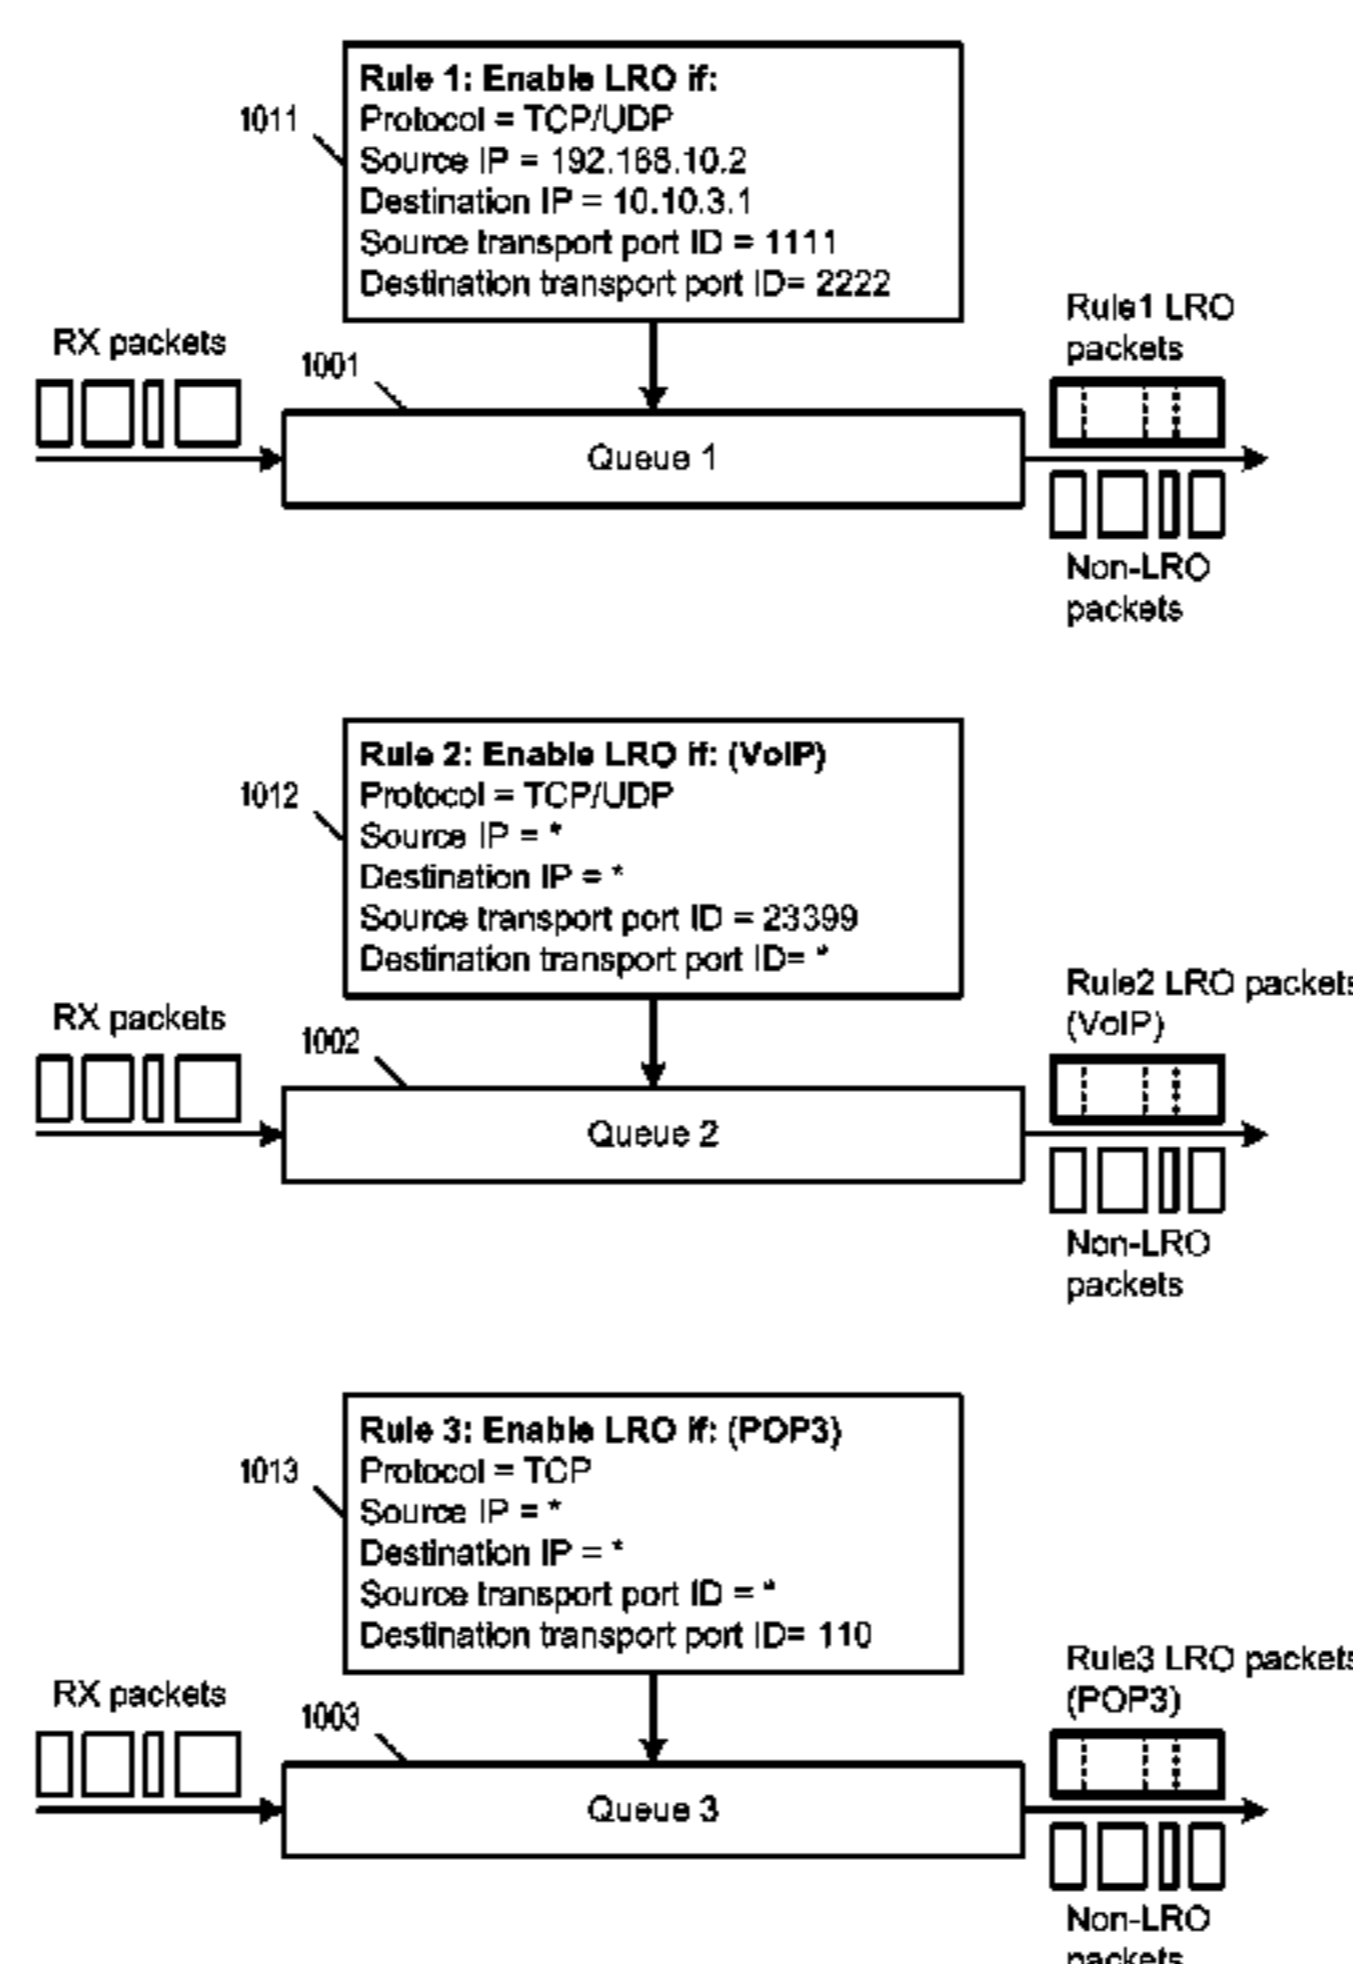 Rule 1: Enable LRO if:
Protocol = TCP/UDP
Source IP = 192.168.10.2
Destination IP = 10.10.3.1
Source transport port ID = 1111
Destination transport port ID= 2222
1011
RX packets
1001
Queue 1
Rule1 LRO
packets
Non-LRO
packets
Rule 2: Enable LRO if: (VoIP)
Protocol = TCP/UDP
Source IP = *
Destination IP = *
Source transport port ID = 23399
Destination transport port ID= *
1012
RX packets
1002
Queue 2
Rule2 LRO packets
(VoIP)
Non-LRO
packets
Rule 3: Enable LRO if: (POP3)
Protocol = TCP
Source IP = *
Destination IP = *
Source transport port ID = *
Destination transport port ID= 110
1013
RX packets
1003
Queue 3
Rule3 LRO packets
(POP3)
Non-LRO
packets